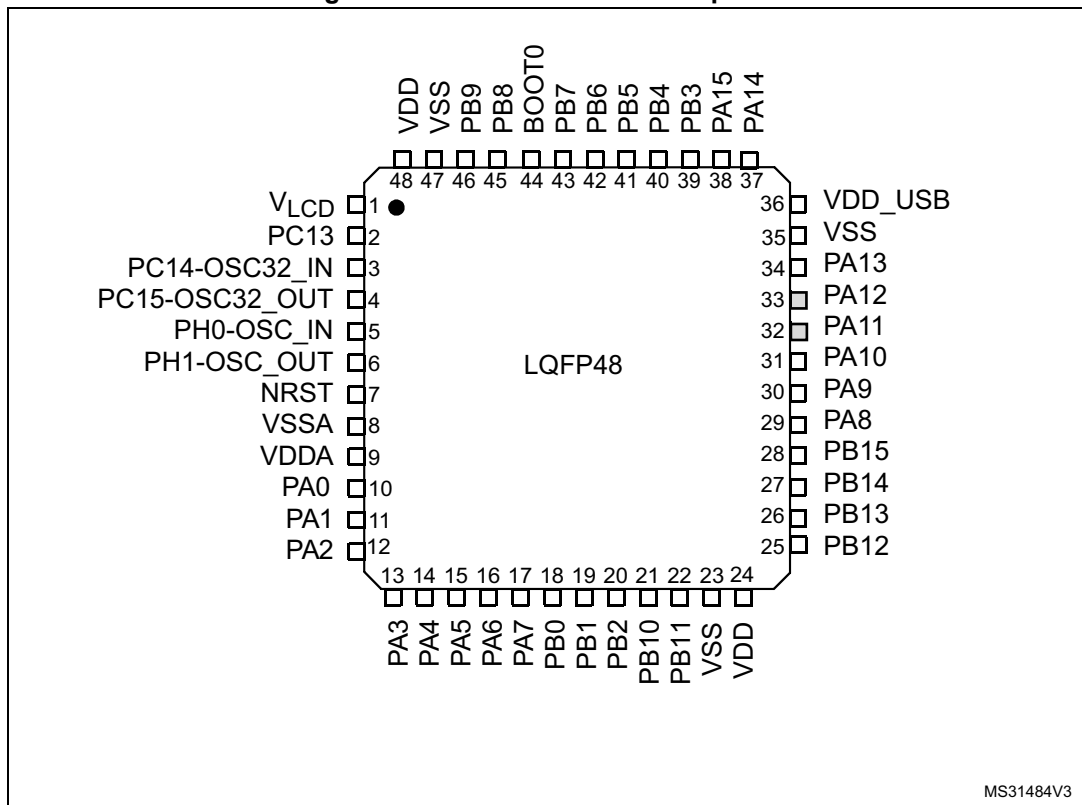 VDD
VSS
PB9
PB8
BOOT0
PB7
PB6
PB5
PB4
PB3
PA15
PA14
48 47 46 45 44 43 42 41 40 39 38 37
VLCD 1
PC13 2
PC14-OSC32_IN 3
PC15-OSC32_OUT 4
PH0-OSC_IN 5
PH1-OSC_OUT 6
NRST 7
VSSA 8
VDDA 9
PA0 10
PA1 11
PA2 12
LQFP48
36 VDD_USB
35 VSS
34 PA13
33 PA12
32 PA11
31 PA10
30 PA9
29 PA8
28 PB15
27 PB14
26 PB13
25 PB12
13 14 15 16 17 18 19 20 21 22 23 24
PA3
PA4
PA5
PA6
PA7
PB0
PB1
PB2
PB10
PB11
VSS
VDD
MS31484V3